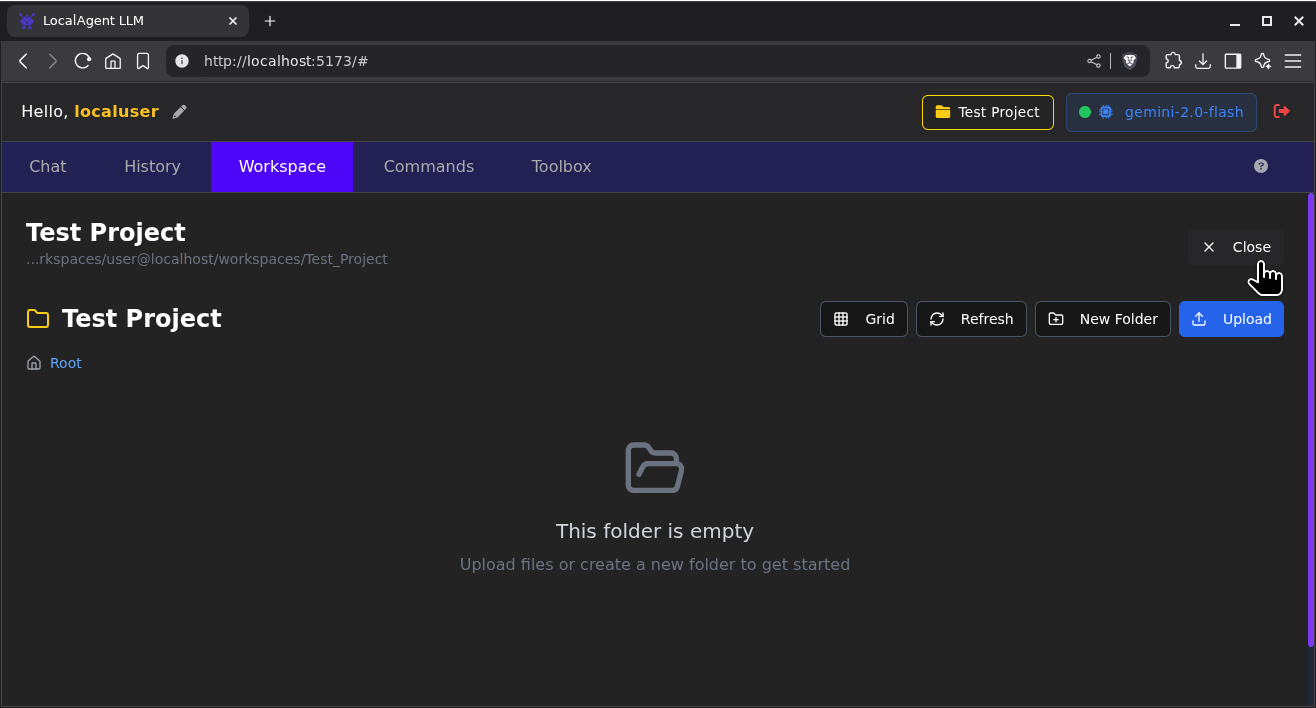 LocalAgent LLM
http://localhost:5173/#
Hello, localuser
Test Project
gemini-2.0-flash
Chat
History
Workspace
Commands
Toolbox
Test Project
...rkspaces/user@localhost/workspaces/Test_Project
Close
Test Project
Grid
Refresh
New Folder
Upload
Root
This folder is empty
Upload files or create a new folder to get started